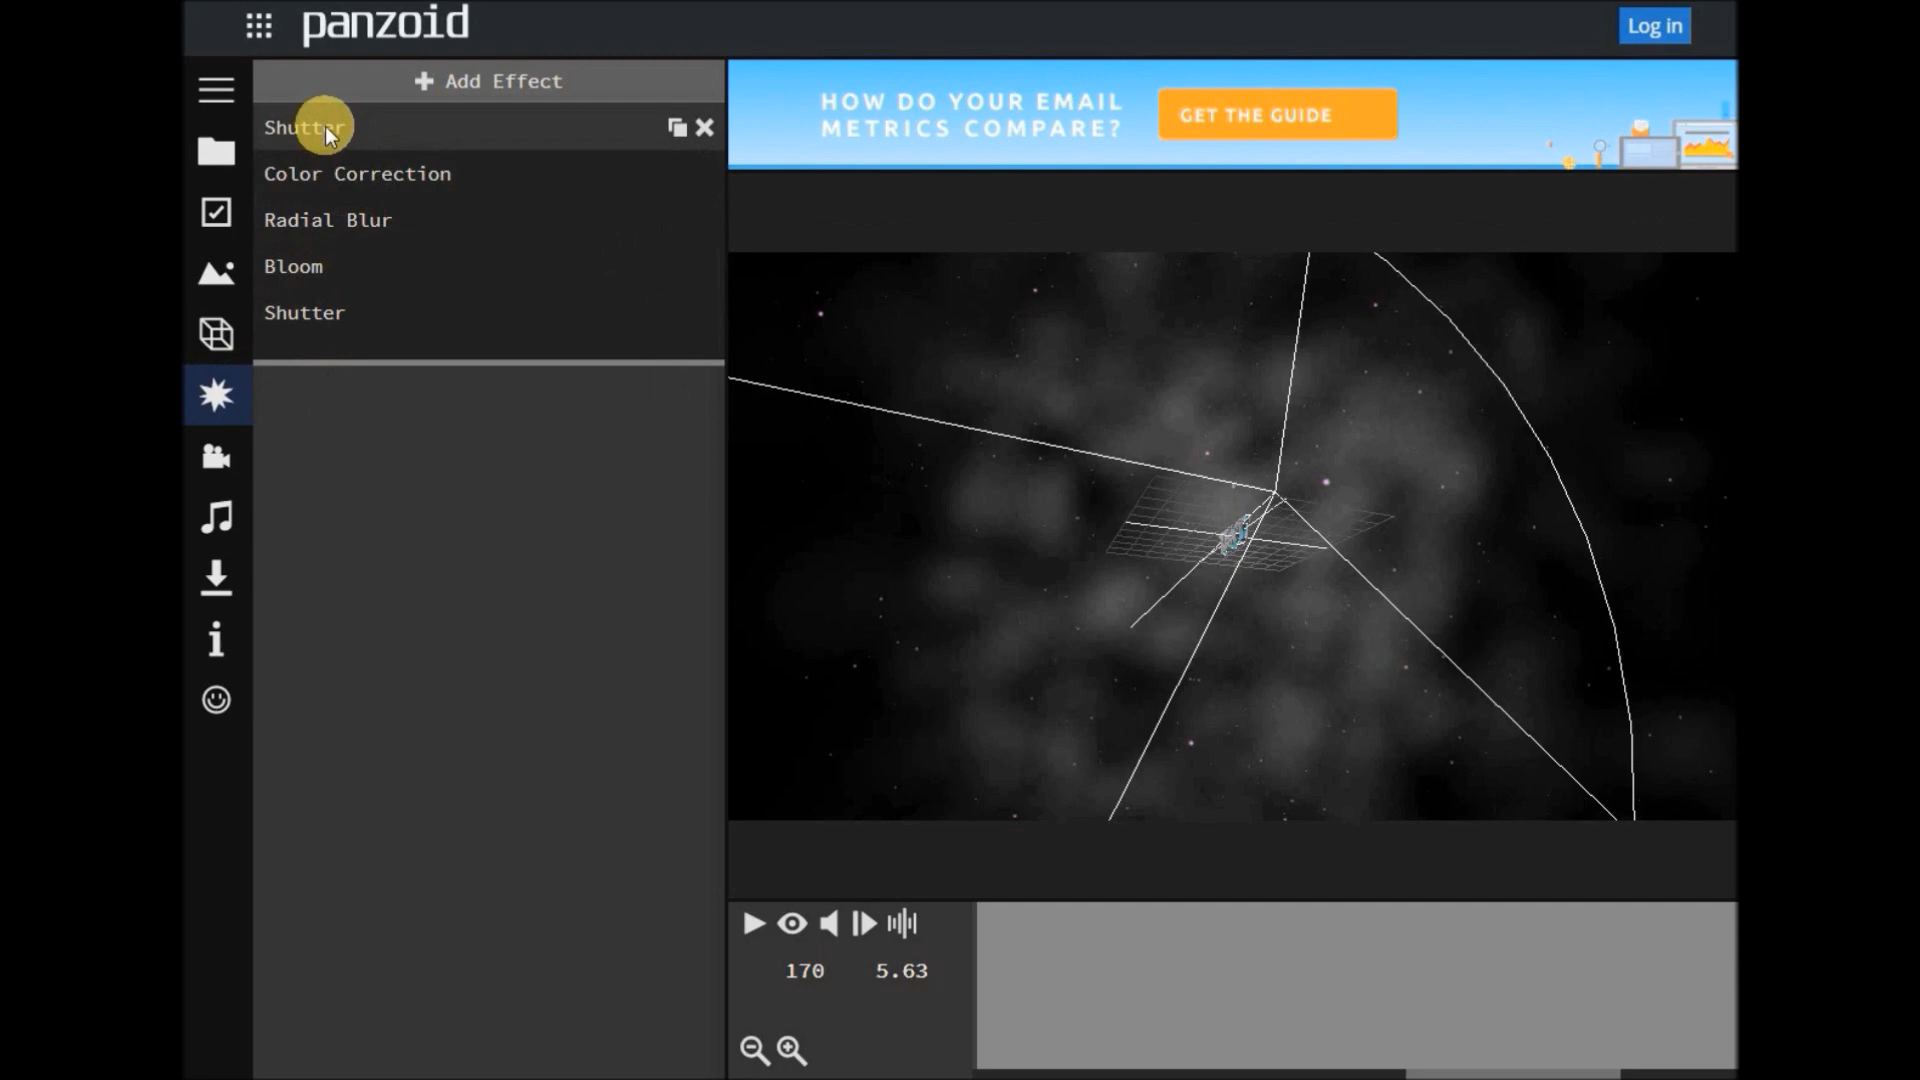 panzoid
Log in
Add Effect
Shutter
Color Correction
Radial Blur
Bloom
Shutter
HOW DO YOUR EMAIL
METRICS COMPARE?
GET THE GUIDE
170 5.63